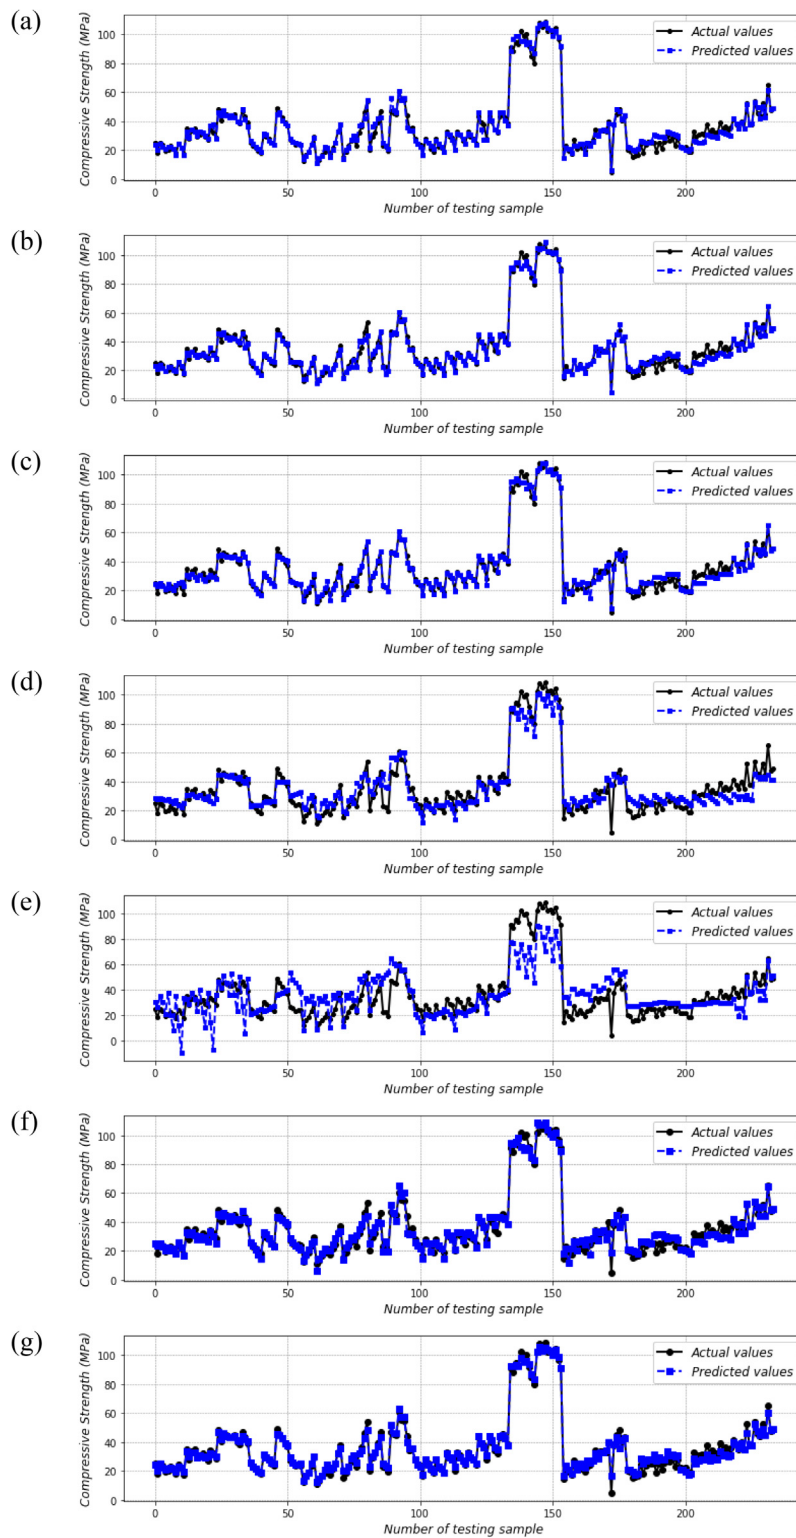 (a)
Compressive Strength (MPa)
100
80
60
40
20
0
Actual values
Predicted values
0 50 100 150 200
Number of testing sample
(b)
Compressive Strength (MPa)
100
80
60
40
20
0
Actual values
Predicted values
0 50 100 150 200
Number of testing sample
(c)
Compressive Strength (MPa)
100
80
60
40
20
0
Actual values
Predicted values
0 50 100 150 200
Number of testing sample
(d)
Compressive Strength (MPa)
100
80
60
40
20
0
Actual values
Predicted values
0 50 100 150 200
Number of testing sample
(e)
Compressive Strength (MPa)
100
80
60
40
20
0
Actual values
Predicted values
0 50 100 150 200
Number of testing sample
(f)
Compressive Strength (MPa)
100
80
60
40
20
0
Actual values
Predicted values
0 50 100 150 200
Number of testing sample
(g)
Compressive Strength (MPa)
100
80
60
40
20
0
Actual values
Predicted values
0 50 100 150 200
Number of testing sample